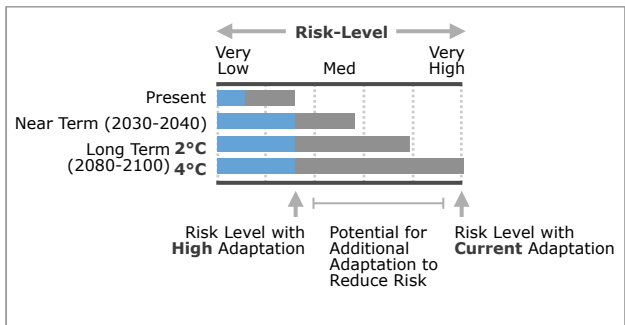 Risk-Level
Very Low
Med
Very High
Present
Near Term (2030-2040)
Long Term 2°C
(2080-2100) 4°C
Risk Level with
High Adaptation
Potential for
Additional
Adaptation to
Reduce Risk
Risk Level with
Current Adaptation